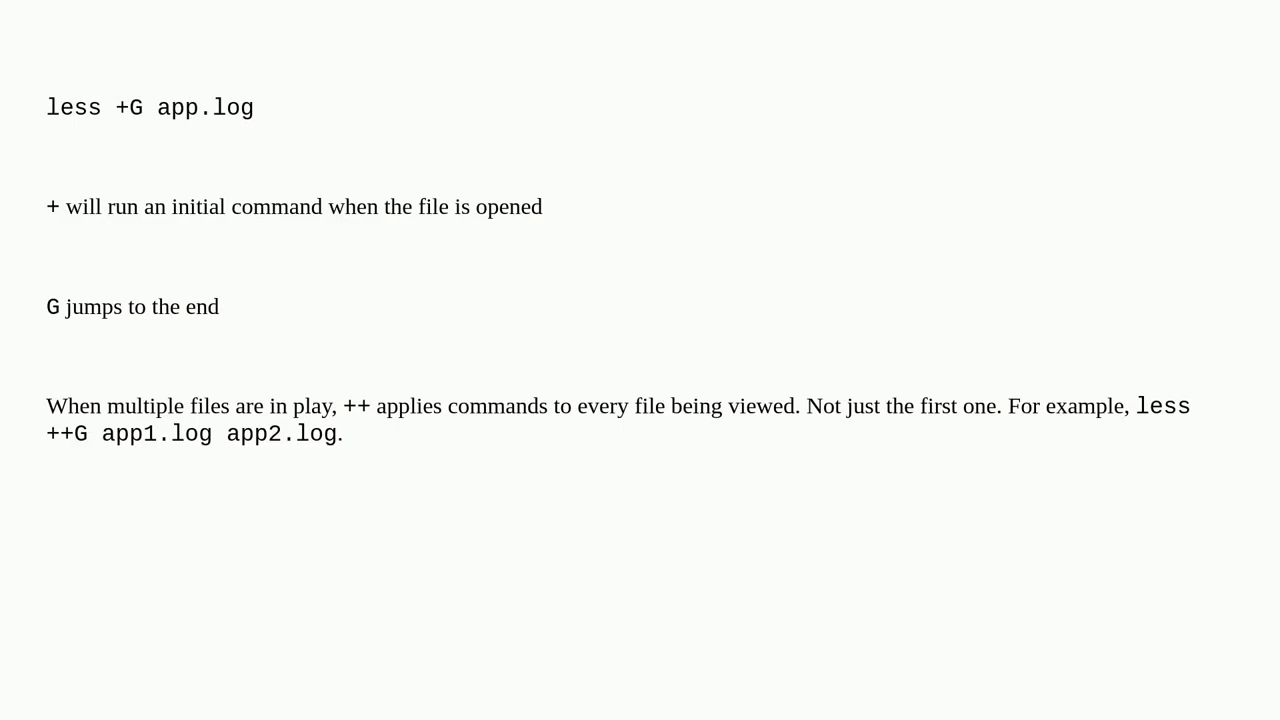 less +G app.log
+ will run an initial command when the file is opened
G jumps to the end
When multiple files are in play, ++ applies commands to every file being viewed. Not just the first one. For example, less
++G app1.log app2.log.